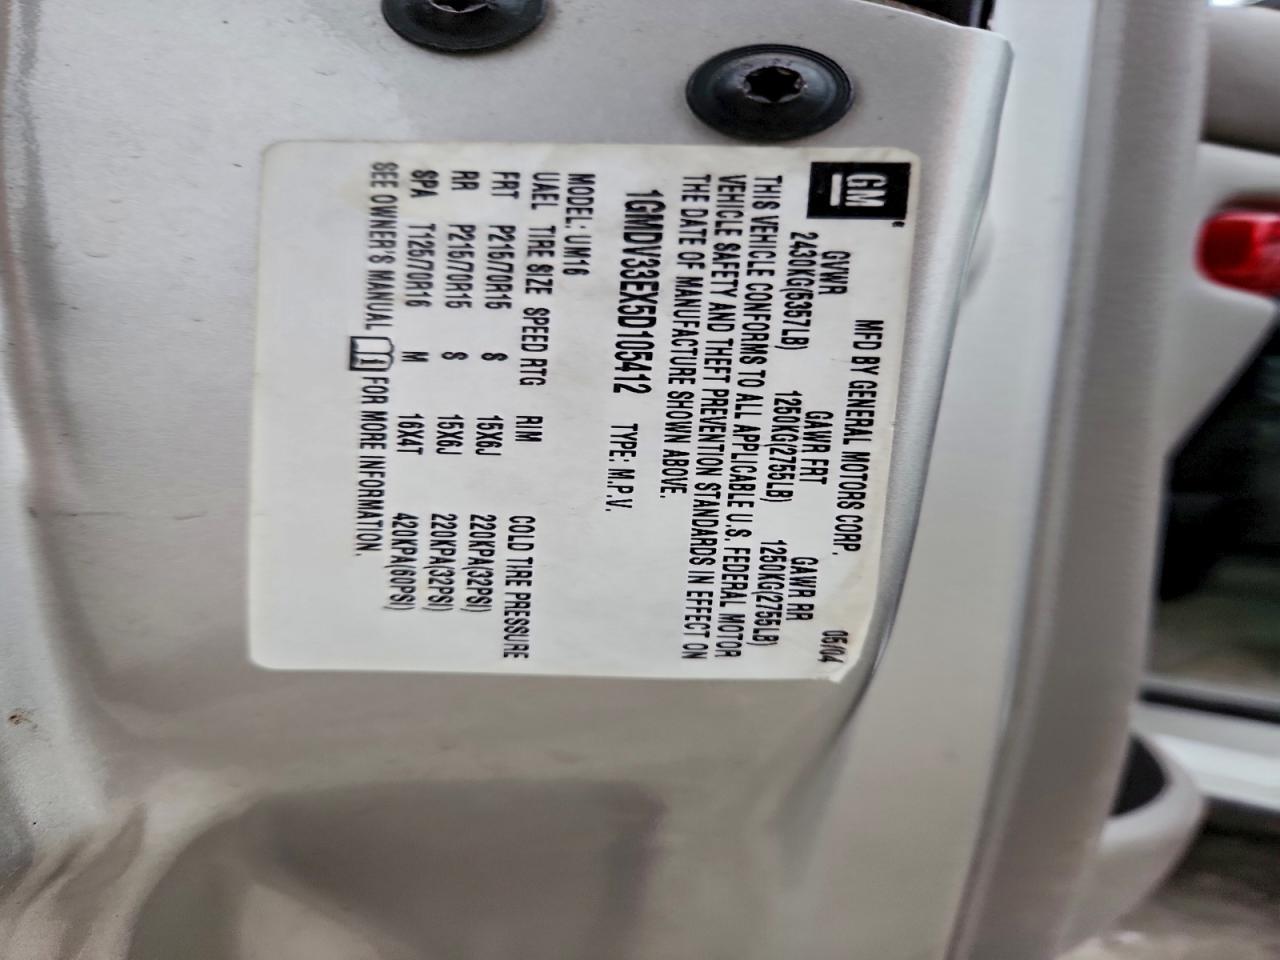 GM
MFD BY GENERAL MOTORS CORP. 05/04
GVWR GAWR FRT GAWR RR
2430KG(5357LB) 1250KG(2755LB) 1250KG(2755LB)
THIS VEHICLE CONFORMS TO ALL APPLICABLE U.S. FEDERAL MOTOR
VEHICLE SAFETY AND THEFT PREVENTION STANDARDS IN EFFECT ON
THE DATE OF MANUFACTURE SHOWN ABOVE.
1GMDV33EX5D105412 TYPE: M.P.V.
MODEL: UM16
UAEL TIRE SIZE SPEED RTG RIM COLD TIRE PRESSURE
FRT P215/70R15 S 15X6J 220KPA(32PSI)
RR P215/70R15 S 15X6J 220KPA(32PSI)
SPA T125/70R16 M 16X4T 420KPA(60PSI)
SEE OWNER'S MANUAL FOR MORE INFORMATION.